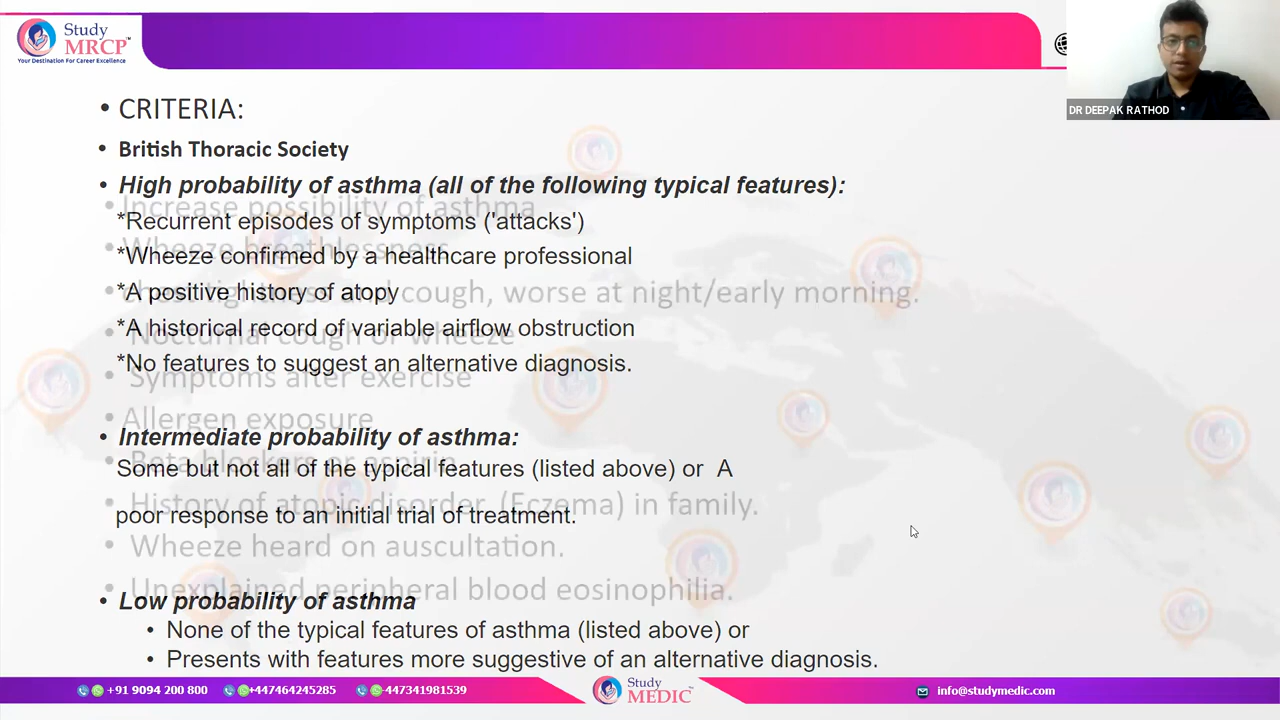 Study
MRCP™
Your Destination For Career Excellence
DR DEEPAK RATHOD
• CRITERIA:
• British Thoracic Society
• High probability of asthma (all of the following typical features):
• Increase possibility of asthma
*Recurrent episodes of symptoms ('attacks')
• Wheeze breathlessness
*Wheeze confirmed by a healthcare professional
*A positive history of atopy
• cough, worse at night/early morning.
*A historical record of variable airflow obstruction
• Nocturnal cough or wheeze
*No features to suggest an alternative diagnosis.
• Symptoms after exercise
• Allergen exposure
• Intermediate probability of asthma:
• Beta blockers or aspirin
Some but not all of the typical features (listed above) or A
• History of atopic disorder (Eczema) in family.
poor response to an initial trial of treatment.
• Wheeze heard on auscultation.
• Unexplained peripheral blood eosinophilia.
• Low probability of asthma
• None of the typical features of asthma (listed above) or
• Presents with features more suggestive of an alternative diagnosis.
+91 9094 200 800 +447464245285 -447341981539
Study
MEDIC™
info@studymedic.com